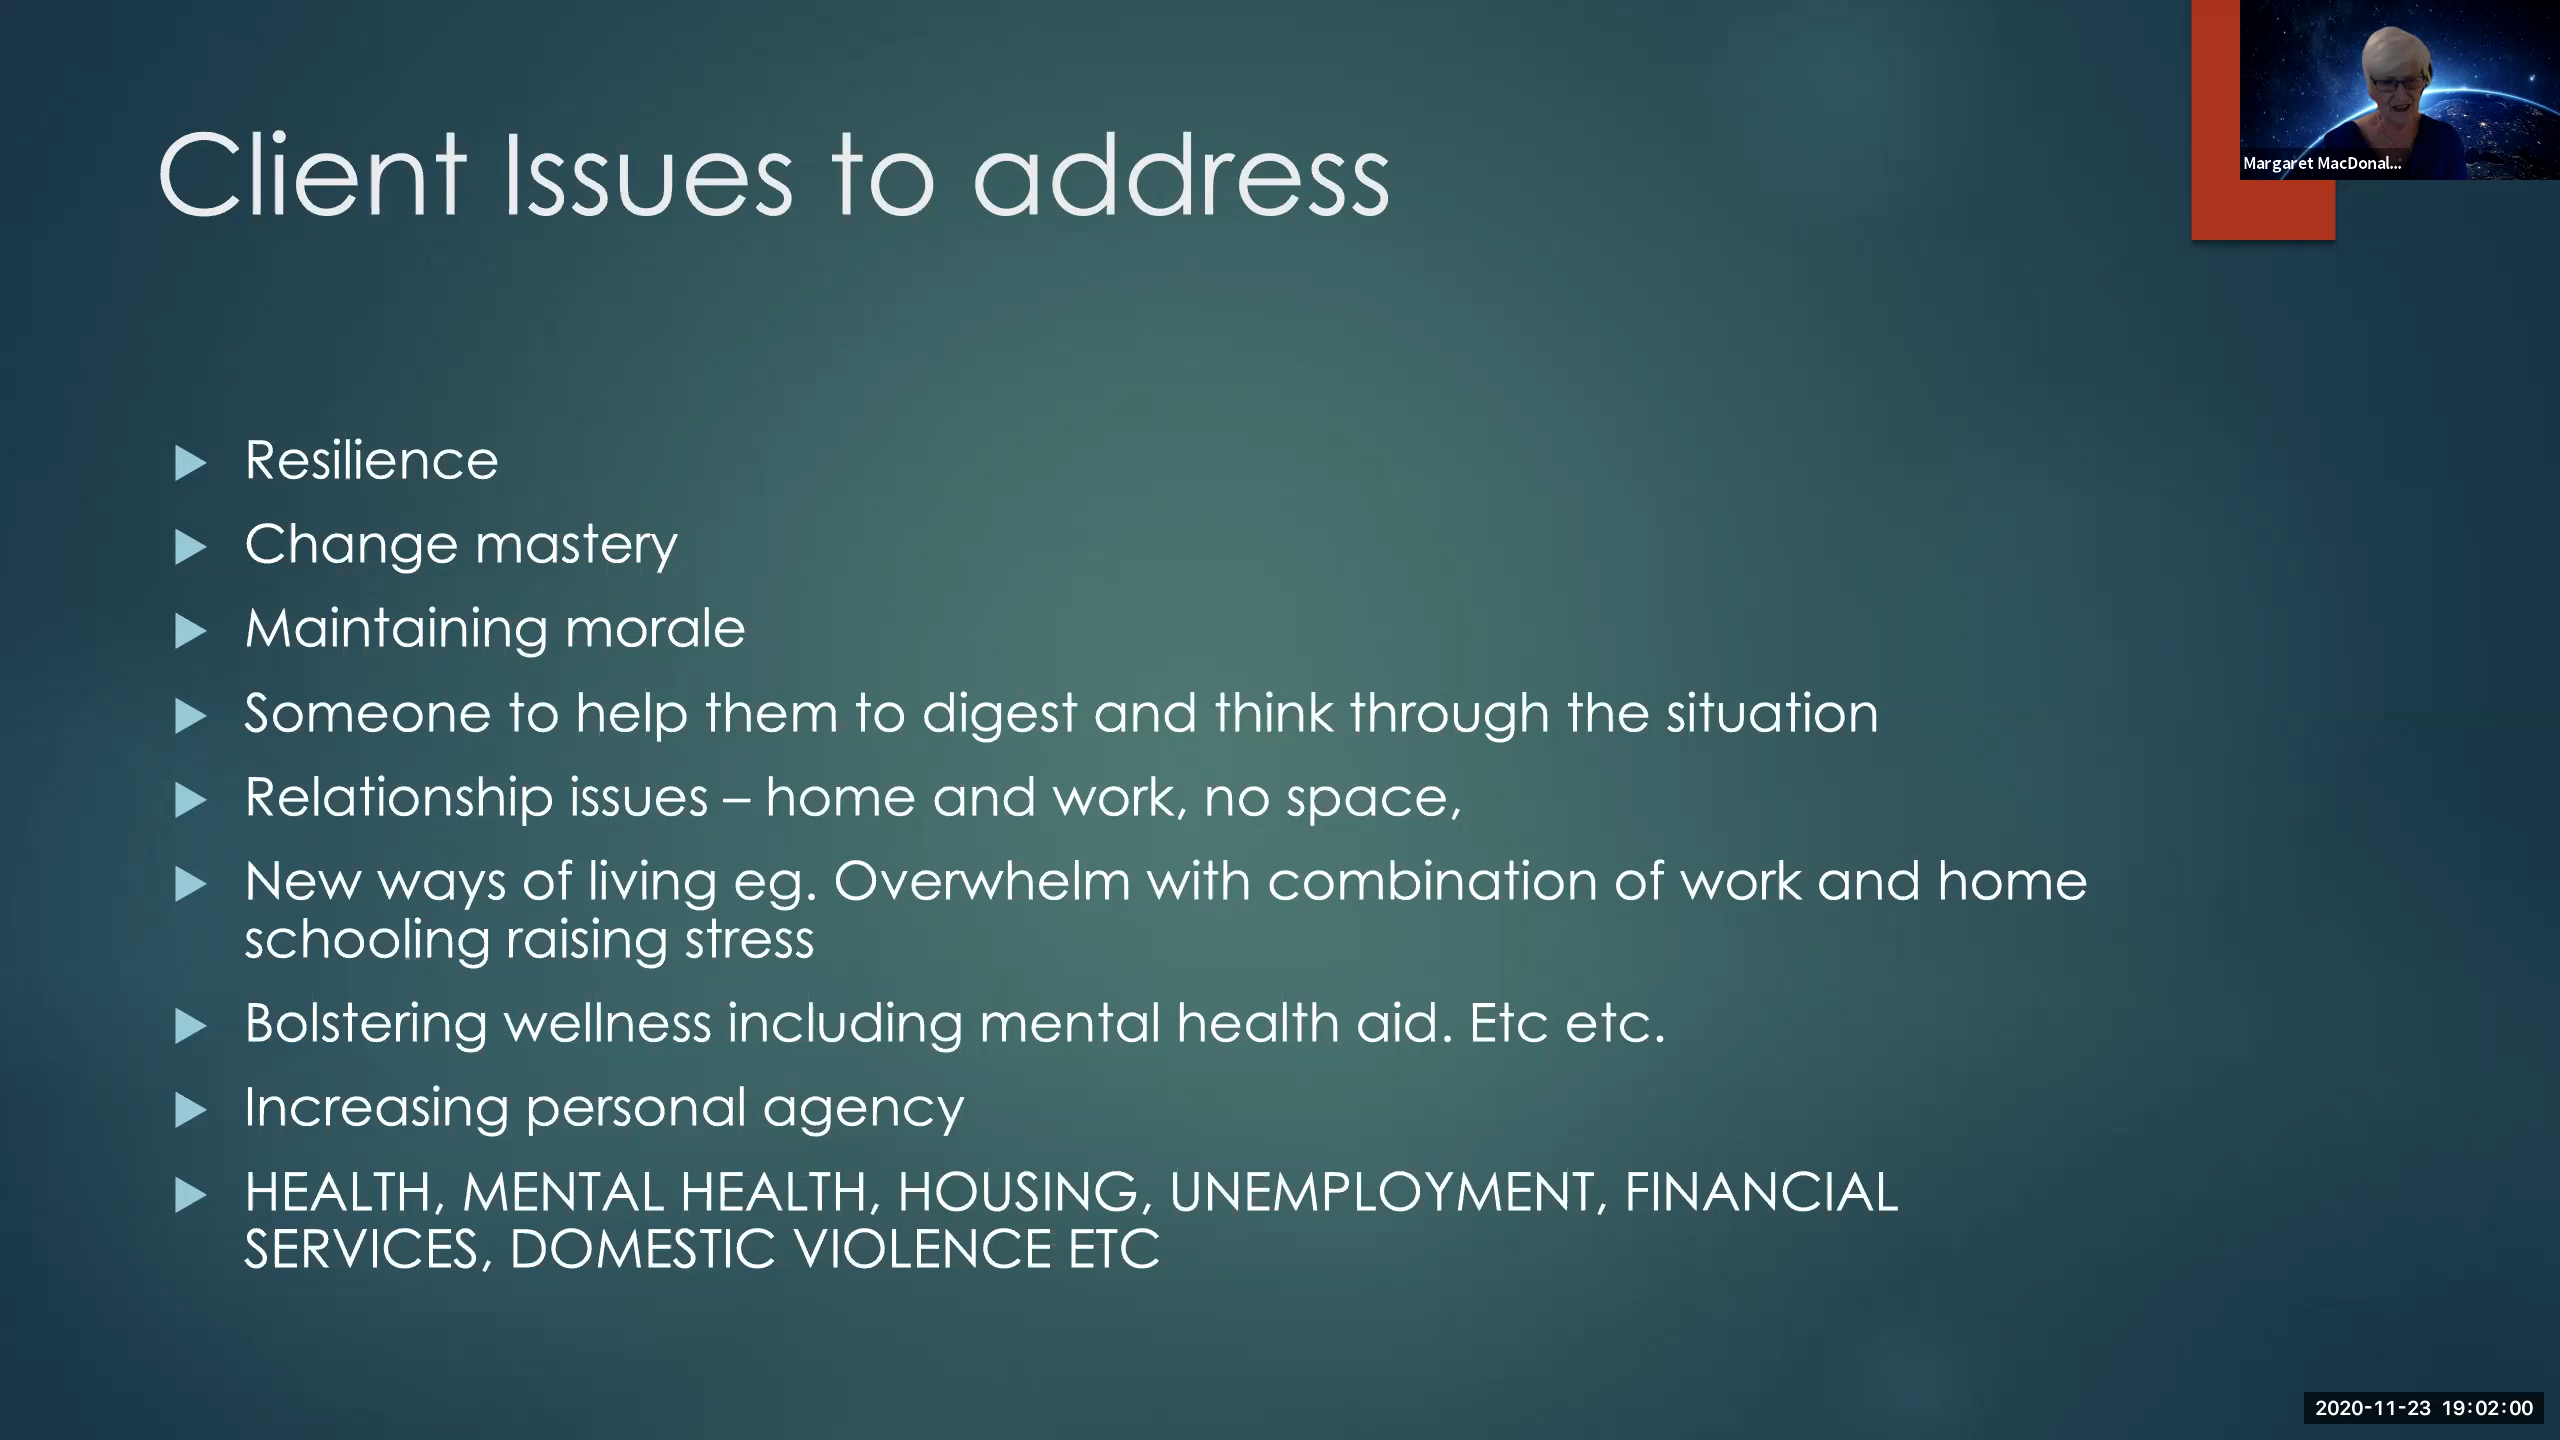 Client Issues to address
Margaret MacDonal...
Resilience
Change mastery
Maintaining morale
Someone to help them to digest and think through the situation
Relationship issues – home and work, no space,
New ways of living eg. Overwhelm with combination of work and home
schooling raising stress
Bolstering wellness including mental health aid. Etc etc.
Increasing personal agency
HEALTH, MENTAL HEALTH, HOUSING, UNEMPLOYMENT, FINANCIAL
SERVICES, DOMESTIC VIOLENCE ETC
2020-11-23 19:02:00